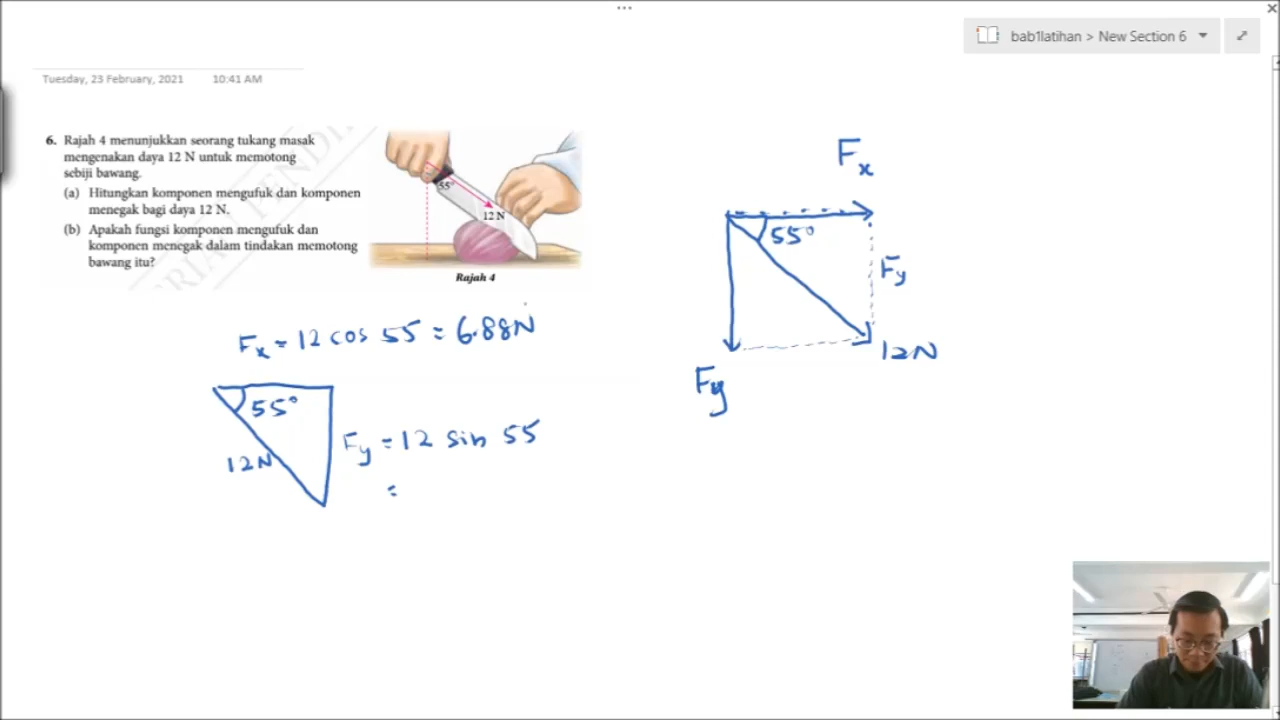 bab1latihan > New Section 6
Tuesday, 23 February, 2021 10:41 AM
6. Rajah 4 menunjukkan seorang tukang masak
mengenakan daya 12 N untuk memotong
sebiji bawang.
(a) Hitungkan komponen mengufuk dan komponen
menegak bagi daya 12 N.
(b) Apakah fungsi komponen mengufuk dan
komponen menegak dalam tindakan memotong
bawang itu?
55°
12 N
Rajah 4
Fx
55°
Fy
12N
Fy
Fx = 12 cos 55 = 6.88N
55°
12N
Fy = 12 sin 55
=